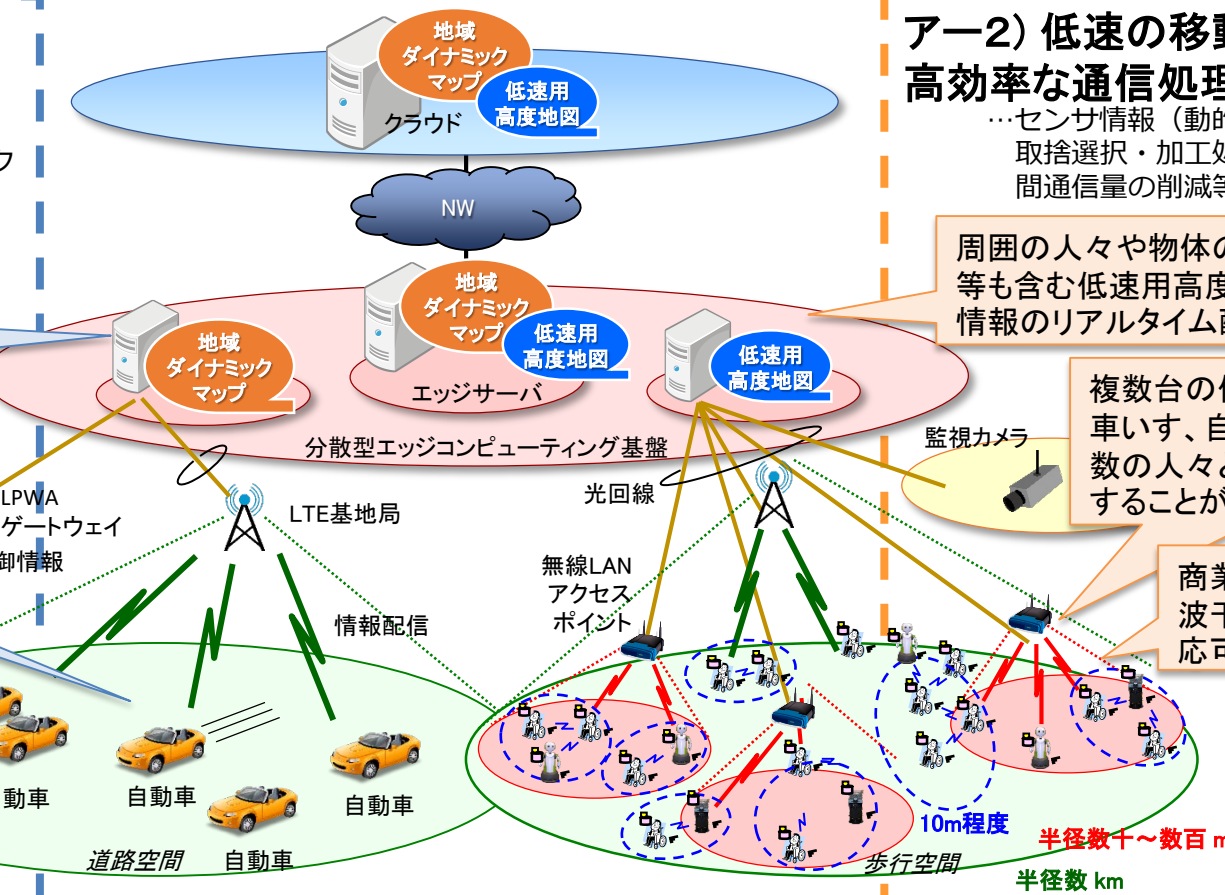 地域
ダイナミック
マップ
低速用
高度地図
クラウド
NW
アー2）低速の移動
高効率な通信処理
…センサ情報（動的
取捨選択・加工処
間通信量の削減等
周囲の人々や物体の
等も含む低速用高度
情報のリアルタイム
地域
ダイナミック
マップ
地域
ダイナミック
マップ
低速用
高度地図
低速用
高度地図
エッジサーバ
分散型エッジコンピューティング基盤
複数台の
車いす、自
数の人々と
することが
監視カメラ
LPWA
ゲートウェイ
御情報
LTE基地局
光回線
無線LAN
アクセス
ポイント
情報配信
商業
波干
応可
動車
自動車
自動車
自動車
道路空間
歩行空間
10m程度
半径数十～数百 m
半径数 km